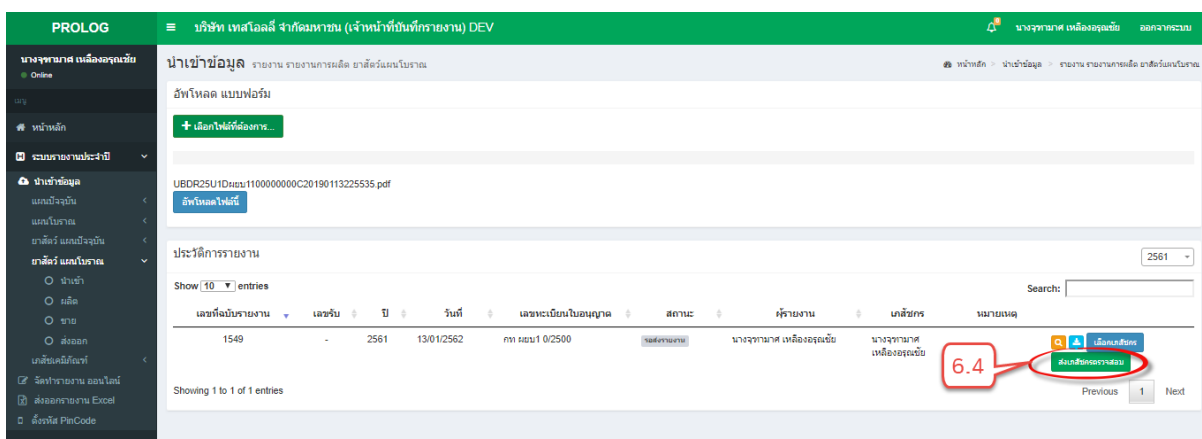 PROLOG
บริษัท เทสโอลลี่ จำกัดมหาชน (เจ้าหน้าที่บันทึกรายงาน) DEV
นางจุฑามาศ เหลืองอรุณชัย
ออกจากระบบ
นางจุฑามาศ เหลืองอรุณชัย
Online
เมนู
หน้าหลัก
ระบบรายงานประจำปี
นำเข้าข้อมูล
แผนปัจจุบัน
แผนโบราณ
ยาสัตว์ แผนปัจจุบัน
ยาสัตว์ แผนโบราณ
นำเข้า
ผลิต
ขาย
ส่งออก
เภสัชเคมีภัณฑ์
จัดทำรายงาน ออนไลน์
ส่งออกรายงาน Excel
ตั้งรหัส PinCode
นำเข้าข้อมูล รายงาน รายงานการผลิต ยาสัตว์แผนโบราณ
หน้าหลัก > นำเข้าข้อมูล > รายงาน รายงานการผลิต ยาสัตว์แผนโบราณ
อัพโหลด แบบฟอร์ม
เลือกไฟล์ที่ต้องการ...
UBDR25U1Dผยบ1100000000C20190113225535.pdf
อัพโหลดไฟล์นี้
ประวัติการรายงาน
2561
Show 10 entries
Search:
เลขที่ฉบับรายงาน เลขรับ ปี วันที่ เลขทะเบียนใบอนุญาต สถานะ ผู้รายงาน เภสัชกร หมายเหตุ
1549 - 2561 13/01/2562 กท ผยบ1 0/2500 รอส่งรายงาน นางจุฑามาศ เหลืองอรุณชัย นางจุฑามาศ เลือกเภสัชกร
เหลืองอรุณชัย
ส่งเภสัชกรตรวจสอบ
6.4
Showing 1 to 1 of 1 entries
Previous 1 Next